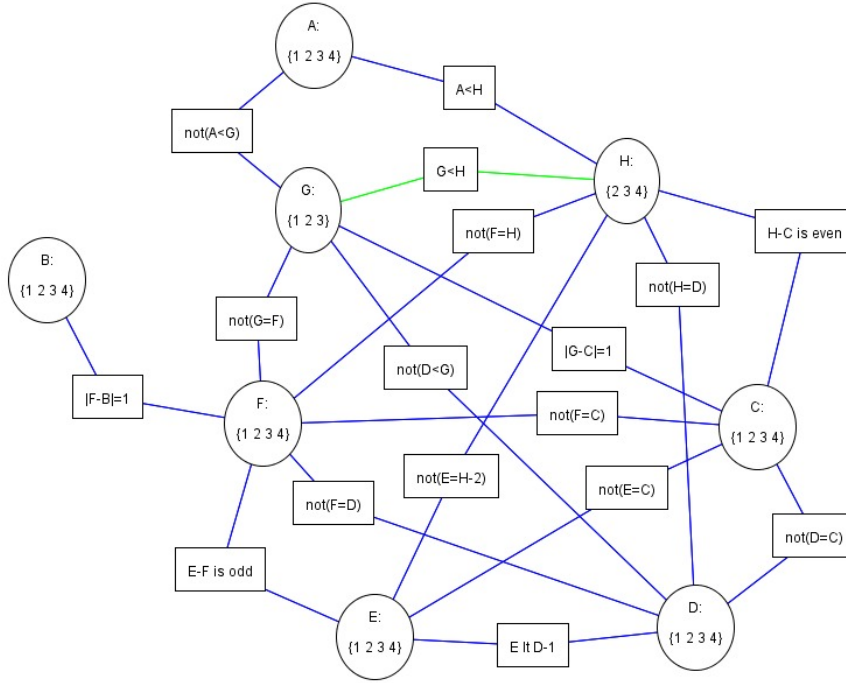 A:
{1 2 3 4}
A<H
not(A<G)
G<H
H:
{2 3 4}
G:
{1 2 3}
not(F=H)
H-C is even
B:
{1 2 3 4}
not(H=D)
not(G=F)
|G-C|=1
not(D<G)
|F-B|=1
F:
{1 2 3 4}
not(F=C)
C:
{1 2 3 4}
not(E=H-2)
not(E=C)
not(F=D)
not(D=C)
E-F is odd
E:
{1 2 3 4}
E lt D-1
D:
{1 2 3 4}